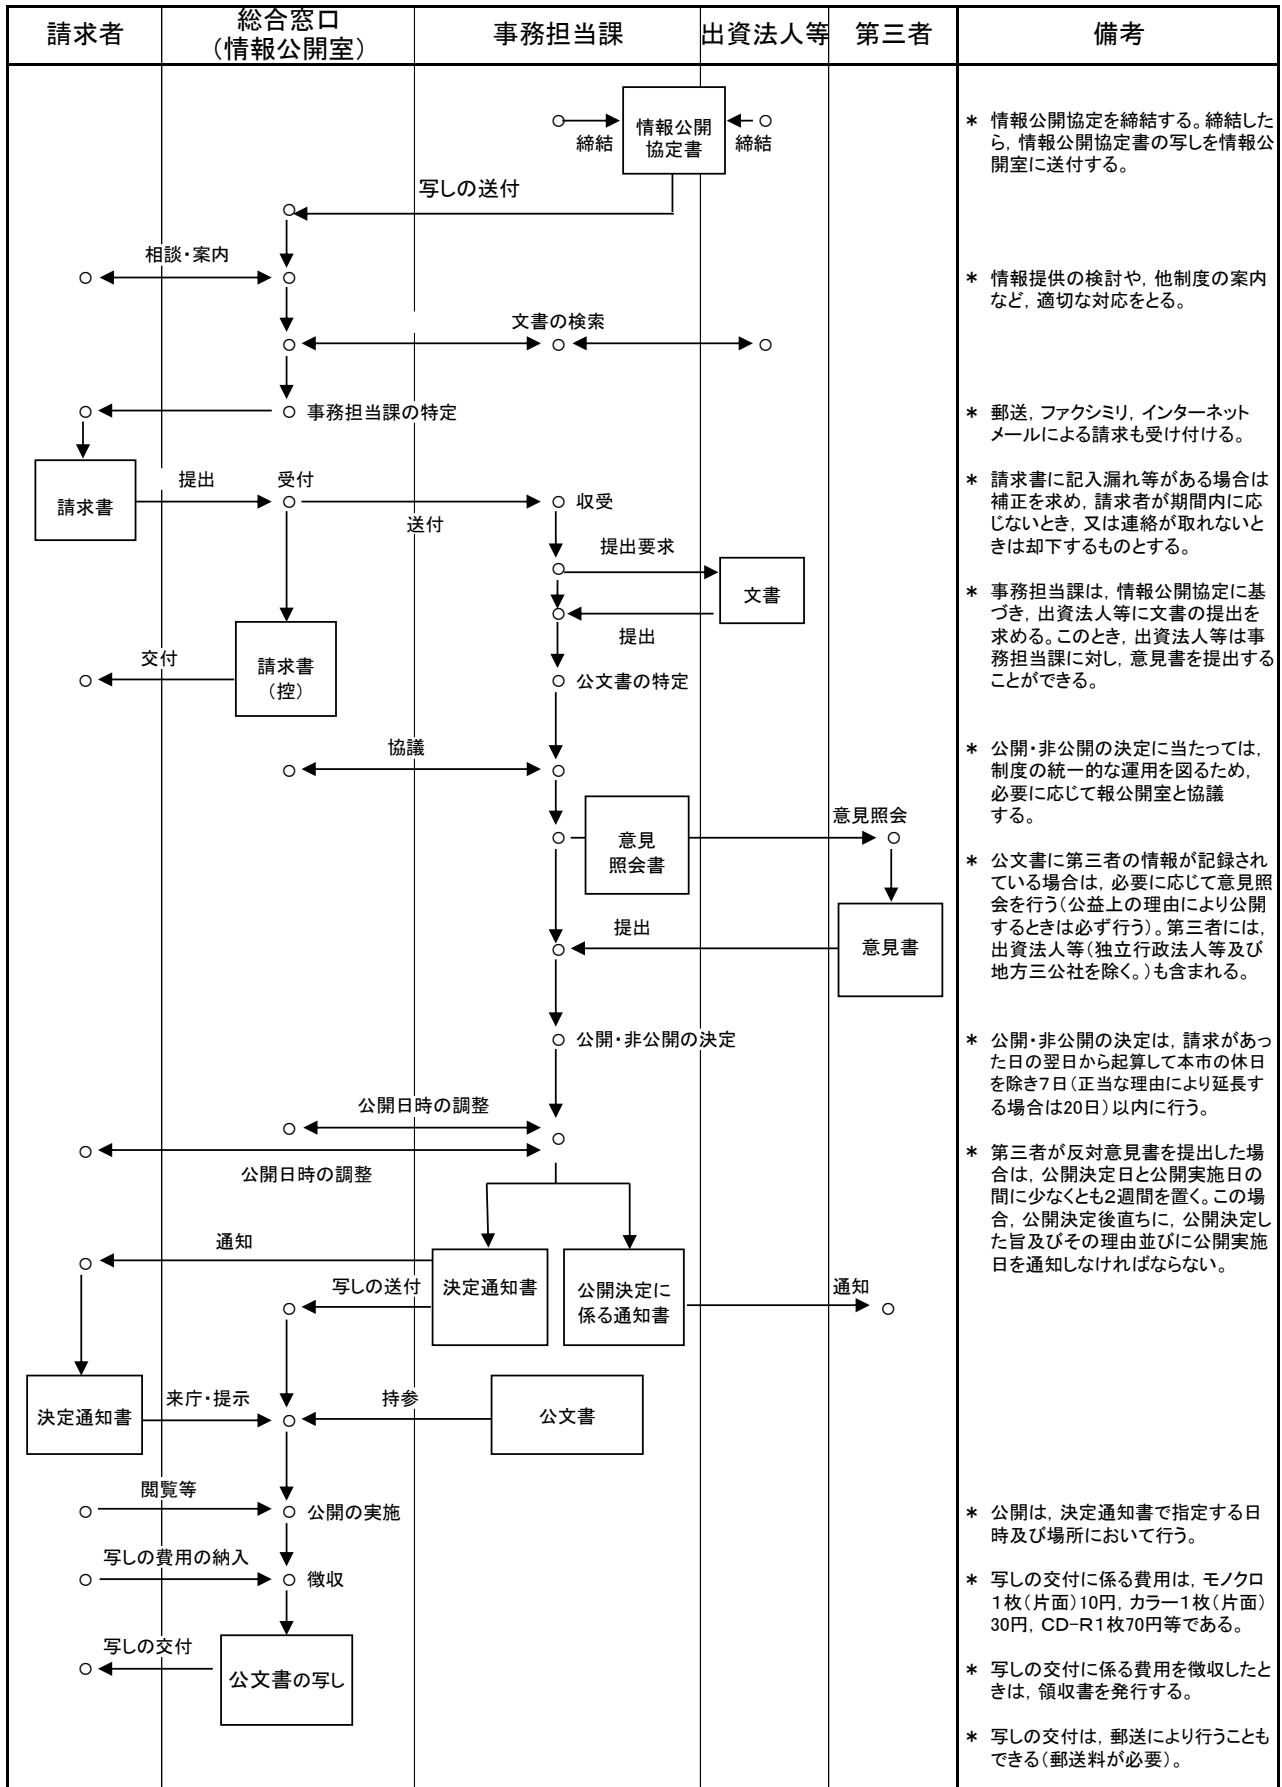 請求者
総合窓口
（情報公開室）
事務担当課
出資法人等
第三者
備考
締結
情報公開
協定書
締結
＊ 情報公開協定を締結する。締結した
ら，情報公開協定書の写しを情報公
開室に送付する。
写しの送付
相談・案内
＊ 情報提供の検討や，他制度の案内
など，適切な対応をとる。
文書の検索
事務担当課の特定
＊ 郵送，ファクシミリ，インターネット
メールによる請求も受け付ける。
請求書
提出
受付
送付
収受
＊ 請求書に記入漏れ等がある場合は
補正を求め，請求者が期間内に応
じないとき，又は連絡が取れないと
きは却下するものとする。
提出要求
文書
提出
＊ 事務担当課は，情報公開協定に基
づき，出資法人等に文書の提出を
求める。このとき，出資法人等は事
務担当課に対し，意見書を提出する
ことができる。
交付
請求書
（控）
公文書の特定
協議
＊ 公開・非公開の決定に当たっては，
制度の統一的な運用を図るため，
必要に応じて報公開室と協議
する。
意見
照会書
意見照会
＊ 公文書に第三者の情報が記録され
ている場合は，必要に応じて意見照
会を行う（公益上の理由により公開
するときは必ず行う）。第三者には，
出資法人等（独立行政法人等及び
地方三公社を除く。）も含まれる。
提出
意見書
公開・非公開の決定
＊ 公開・非公開の決定は，請求があっ
た日の翌日から起算して本市の休日
を除き７日（正当な理由により延長す
る場合は20日）以内に行う。
公開日時の調整
公開日時の調整
＊ 第三者が反対意見書を提出した場
合は，公開決定日と公開実施日の
間に少なくとも２週間を置く。この場
合，公開決定後直ちに，公開決定し
た旨及びその理由並びに公開実施
日を通知しなければならない。
通知
写しの送付
決定通知書
公開決定に
係る通知書
通知
決定通知書
来庁・提示
持参
公文書
閲覧等
公開の実施
＊ 公開は，決定通知書で指定する日
時及び場所において行う。
写しの費用の納入
徴収
＊ 写しの交付に係る費用は，モノクロ
１枚（片面）10円，カラー１枚（片面）
30円，ＣＤ－Ｒ１枚70円等である。
写しの交付
公文書の写し
＊ 写しの交付に係る費用を徴収したと
きは，領収書を発行する。
＊ 写しの交付は，郵送により行うことも
できる（郵送料が必要）。